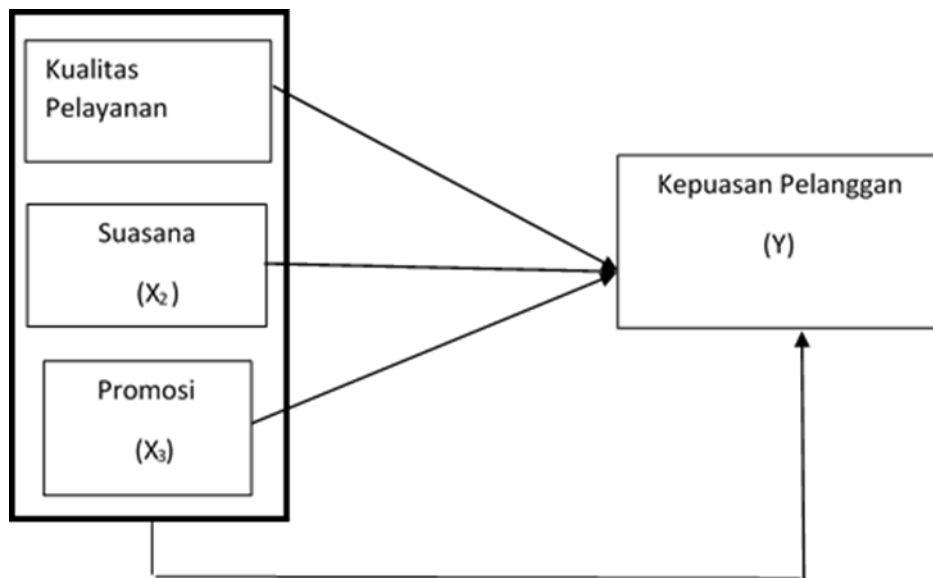 Kualitas
Pelayanan
Suasana
(X₂)
Promosi
(X₃)
Kepuasan Pelanggan
(Y)